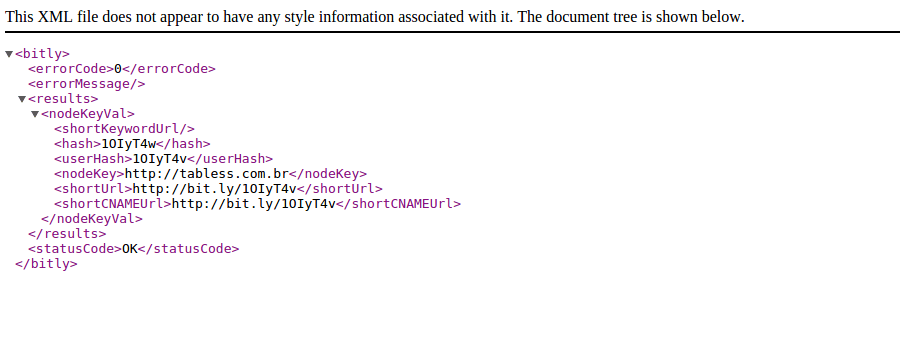 This XML file does not appear to have any style information associated with it. The document tree is shown below.
▼<bitly>
<errorCode>0</errorCode>
<errorMessage/>
▼<results>
▼<nodeKeyVal>
<shortKeywordUrl/>
<hash>1OIyT4w</hash>
<userHash>1OIyT4v</userHash>
<nodeKey>http://tabless.com.br</nodeKey>
<shortUrl>http://bit.ly/1OIyT4v</shortUrl>
<shortCNAMEUrl>http://bit.ly/1OIyT4v</shortCNAMEUrl>
</nodeKeyVal>
</results>
<statusCode>OK</statusCode>
</bitly>